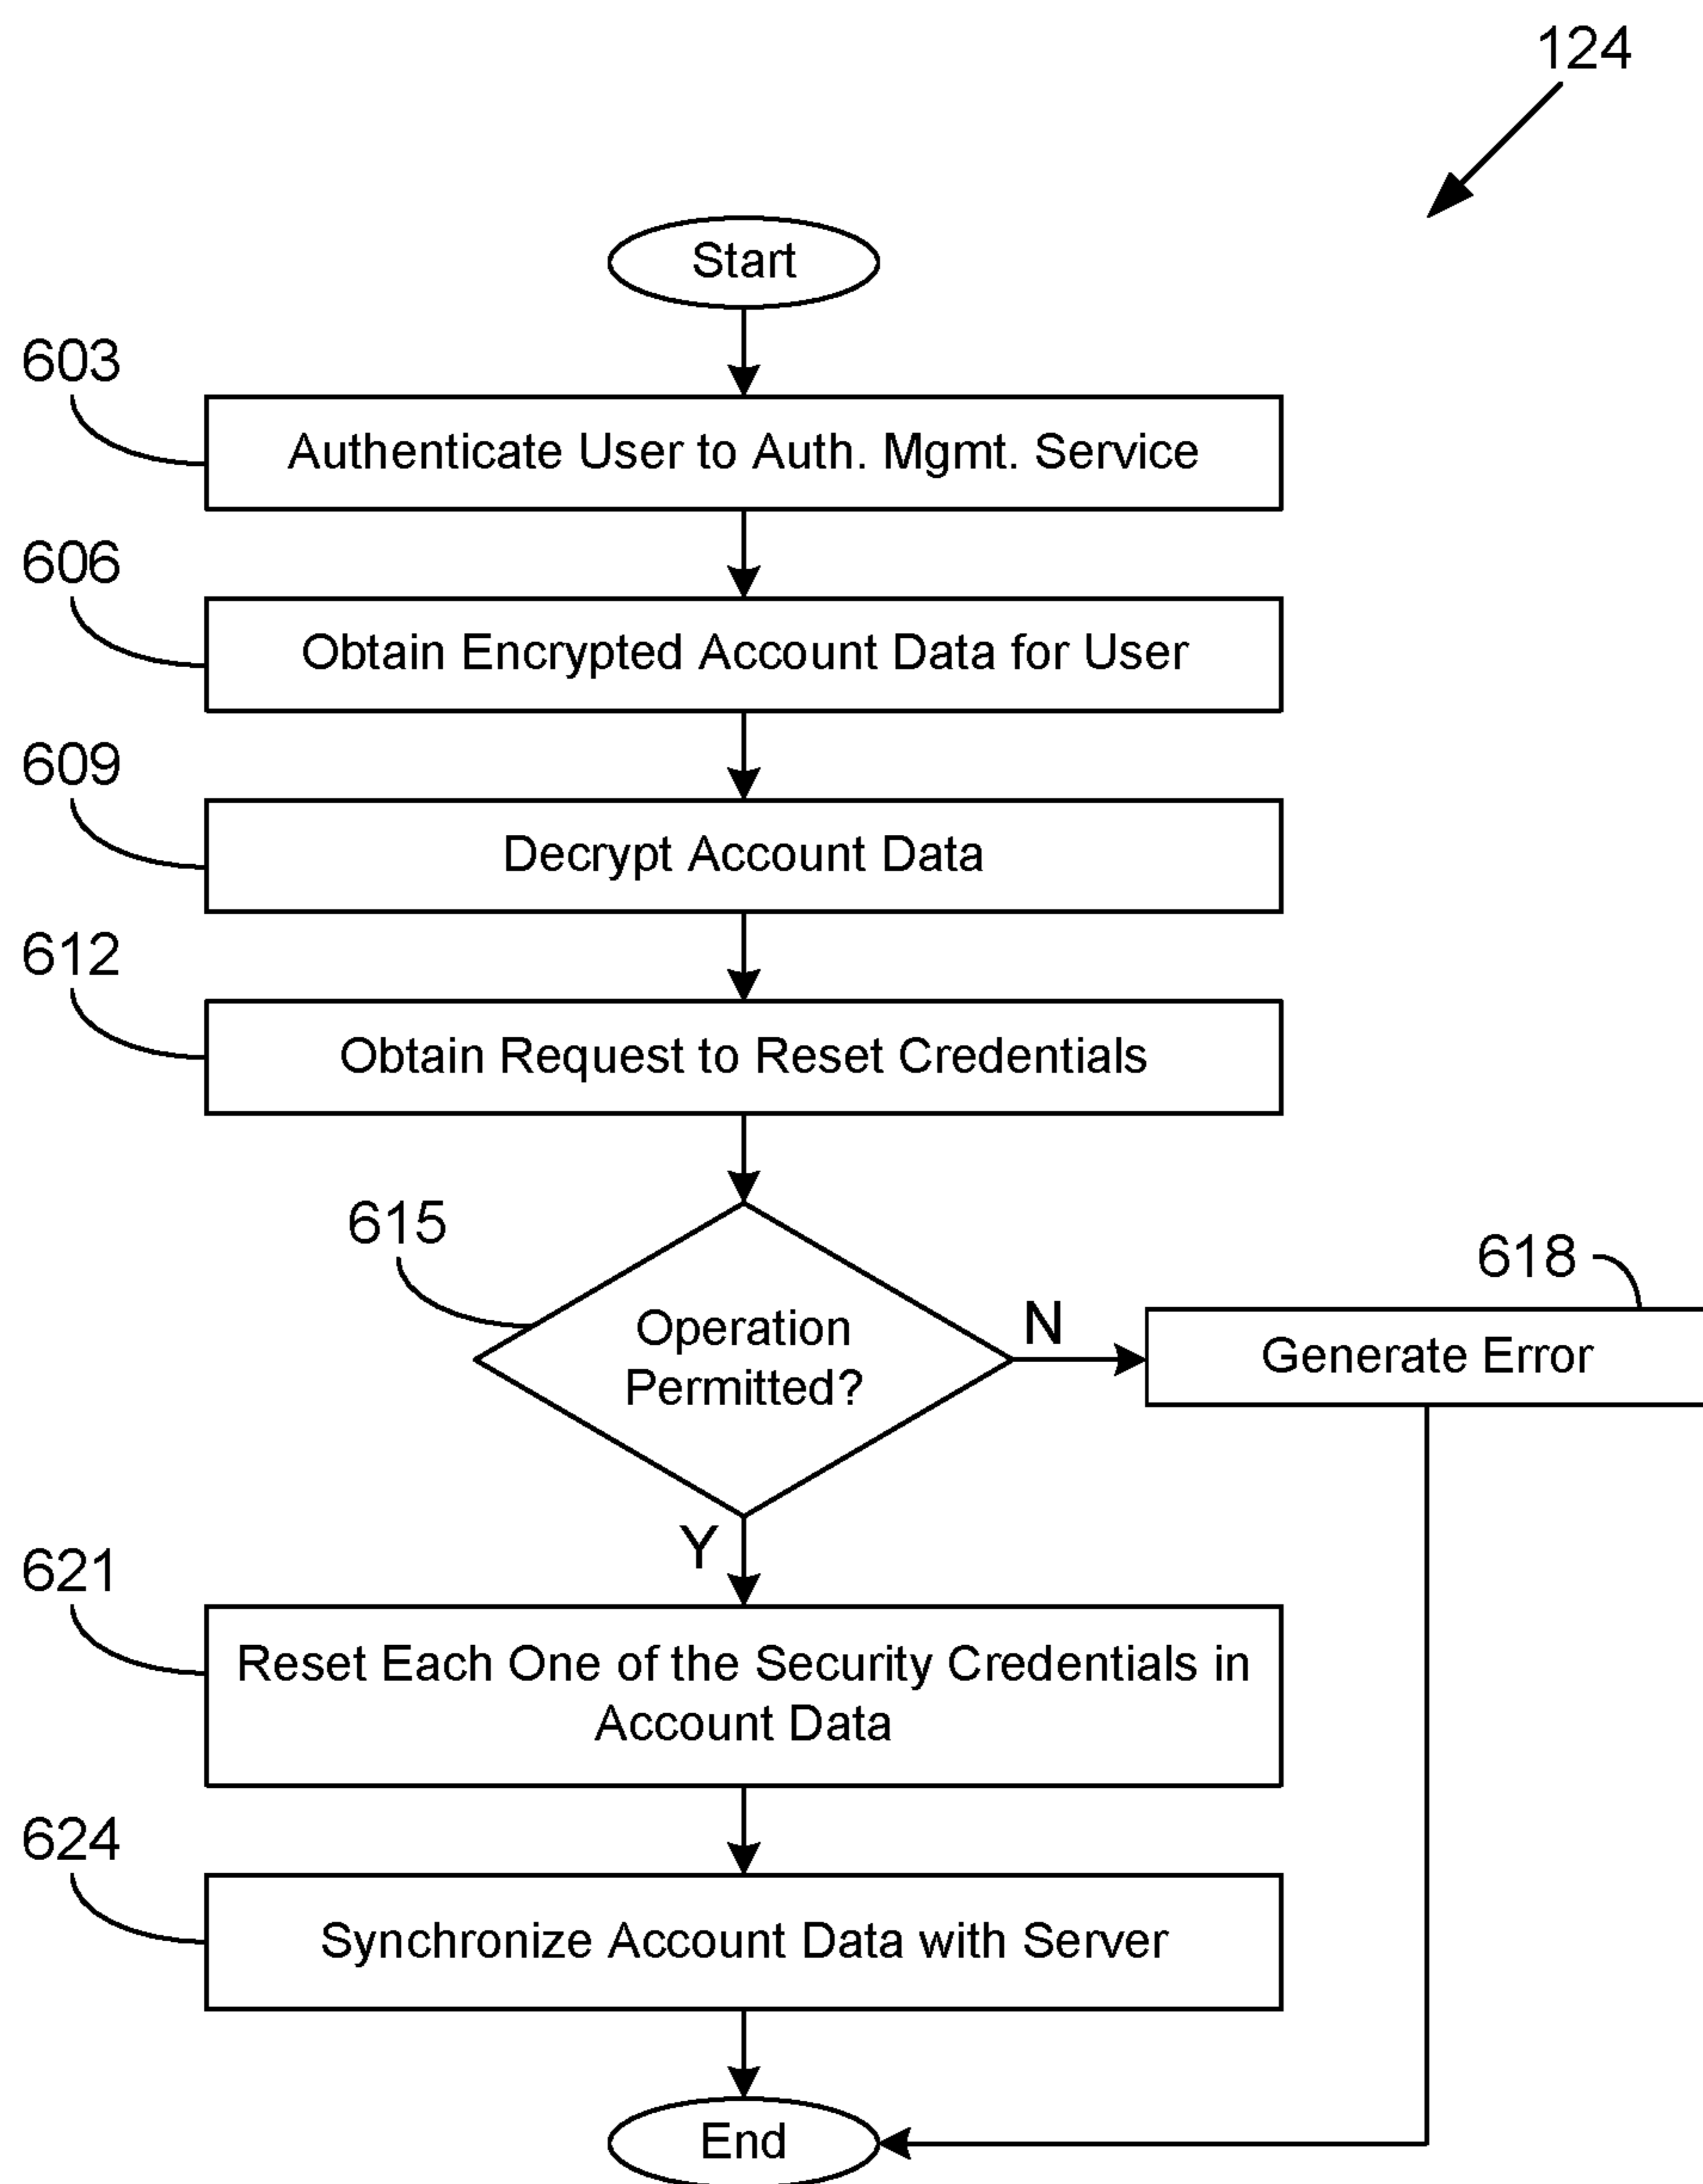 124
Start
603
Authenticate User to Auth. Mgmt. Service
606
Obtain Encrypted Account Data for User
609
Decrypt Account Data
612
Obtain Request to Reset Credentials
615
Operation
Permitted?
N
618
Generate Error
Y
621
Reset Each One of the Security Credentials in
Account Data
624
Synchronize Account Data with Server
End